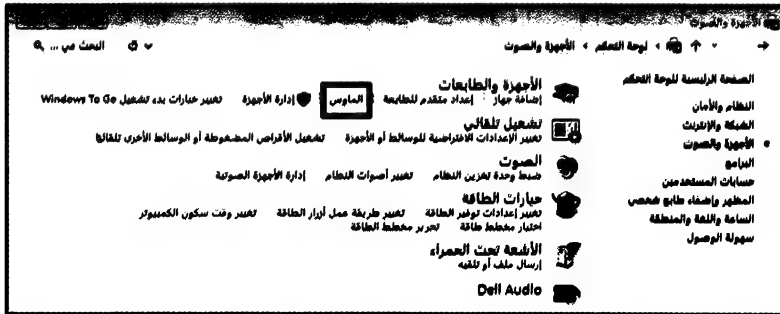 الأجهزة والصوت
لوحة التحكم › الأجهزة والصوت
البحث في ...
الصفحة الرئيسية للوحة التحكم
النظام والأمان
الشبكة والإنترنت
الأجهزة والصوت
البرامج
حسابات المستخدمين
المظهر وإضفاء طابع شخصي
الساعة واللغة والمنطقة
سهولة الوصول
الأجهزة والطابعات
إضافة جهاز إعداد متقدم للطابعة الماوس إدارة الأجهزة تغيير خيارات بدء تشغيل Windows To Go
تشغيل تلقائي
تغيير الإعدادات الافتراضية للوسائط أو الأجهزة تشغيل الأقراص المضغوطة أو الوسائط الأخرى تلقائيًا
الصوت
ضبط وحدة تخزين النظام تغيير أصوات النظام إدارة الأجهزة الصوتية
خيارات الطاقة
تغيير إعدادات توفير الطاقة تغيير طريقة عمل أزرار الطاقة تغيير وقت سكون الكمبيوتر
اختيار مخطط طاقة تحرير مخطط الطاقة
الأشعة تحت الحمراء
إرسال ملف أو تلقيه
Dell Audio